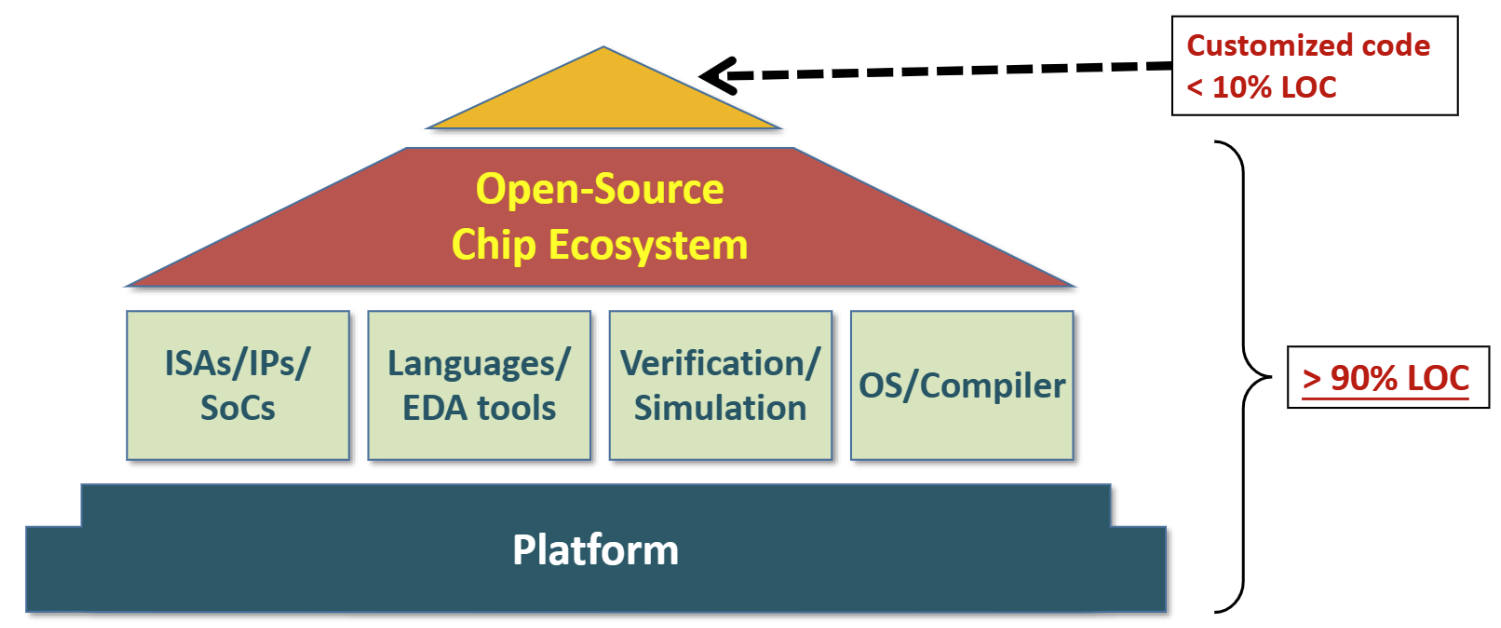 Customized code
< 10% LOC
Open-Source
Chip Ecosystem
ISAs/IPs/
SoCs
Languages/
EDA tools
Verification/
Simulation
OS/Compiler
> 90% LOC
Platform